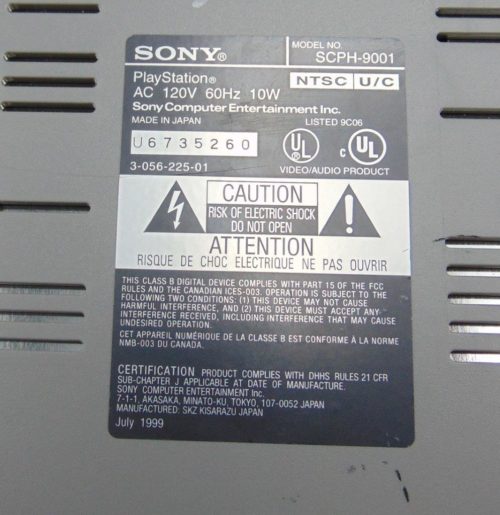 SONY®
MODEL NO.
SCPH-9001
PlayStation®
NTSC U/C
AC 120V 60Hz 10W
Sony Computer Entertainment Inc.
MADE IN JAPAN
LISTED 9C06
U6735260
UL
c UL
3-056-225-01
VIDEO/AUDIO PRODUCT
CAUTION
RISK OF ELECTRIC SHOCK
DO NOT OPEN
ATTENTION
RISQUE DE CHOC ELECTRIQUE NE PAS OUVRIR
THIS CLASS B DIGITAL DEVICE COMPLIES WITH PART 15 OF THE FCC
RULES AND THE CANADIAN ICES-003. OPERATION IS SUBJECT TO THE
FOLLOWING TWO CONDITIONS: (1) THIS DEVICE MAY NOT CAUSE
HARMFUL INTERFERENCE, AND (2) THIS DEVICE MUST ACCEPT ANY
INTERFERENCE RECEIVED, INCLUDING INTERFERENCE THAT MAY CAUSE
UNDESIRED OPERATION.
CET APPAREIL NUMÉRIQUE DE LA CLASSE B EST CONFORME À LA NORME
NMB-003 DU CANADA.
CERTIFICATION PRODUCT COMPLIES WITH DHHS RULES 21 CFR
SUB-CHAPTER J APPLICABLE AT DATE OF MANUFACTURE.
SONY COMPUTER ENTERTAINMENT Inc.
7-1-1, AKASAKA, MINATO-KU, TOKYO, 107-0052 JAPAN
MANUFACTURED: SKZ KISARAZU JAPAN
July 1999